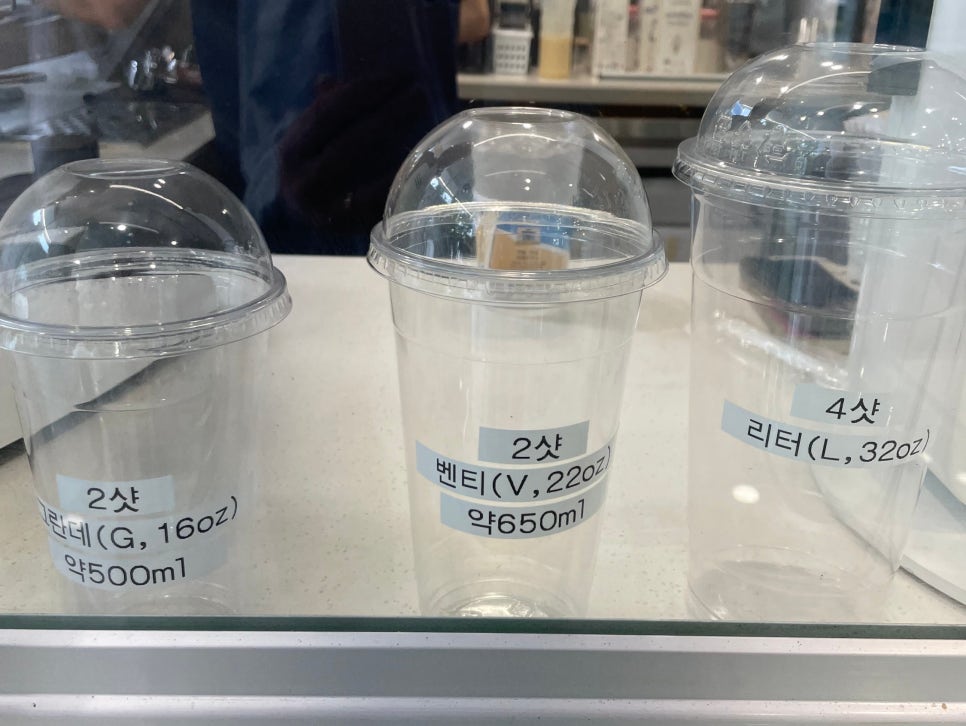 2샷
그란데(G, 16oz)
약500ml
2샷
벤티(V,22oz)
약650ml
4샷
리터(L,32oz)